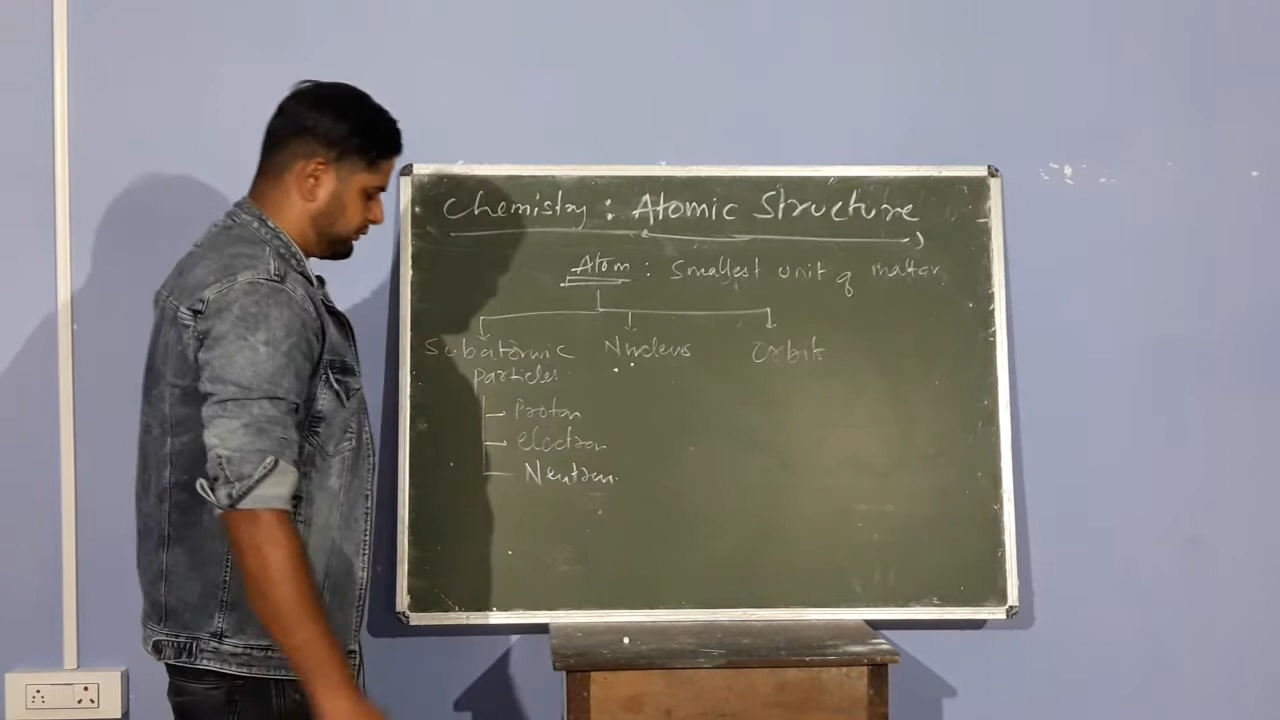 Chemistry : Atomic Structure
Atom : Smallest unit of matter
Subatomic Nucleus Orbit
Particles
Proton
electron
Neutron